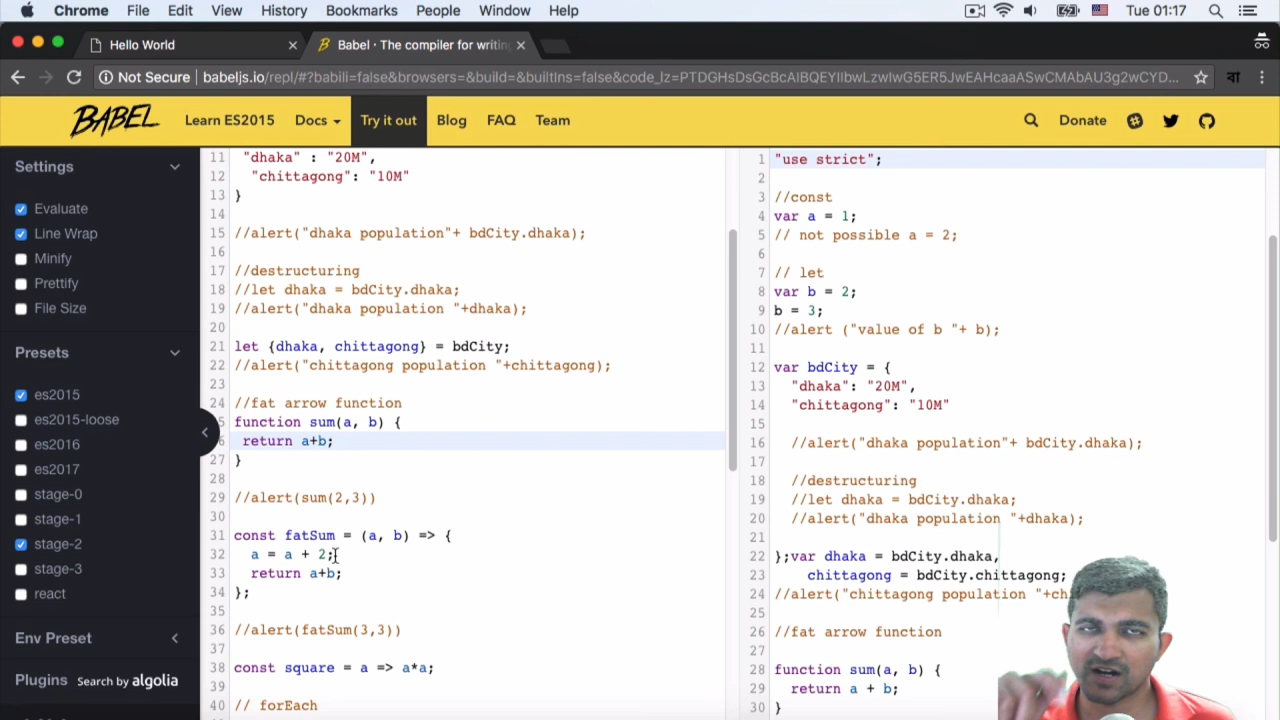 Chrome File Edit View History Bookmarks People Window Help Tue 01:17
Hello World
Babel · The compiler for writin
Not Secure babeljs.io/repl/#?babili=false&browsers=&build=&builtIns=false&code_lz=PTDGHsDsGcBcAIBQEYIIbwLzwIwG5ER5JwEAHcaaASwCMAbAU3g2wCYD... বা
BABEL Learn ES2015 Docs Try it out Blog FAQ Team Donate
Settings
Evaluate
Line Wrap
Minify
Prettify
File Size
Presets
es2015
es2015-loose
es2016
es2017
stage-0
stage-1
stage-2
stage-3
react
Env Preset
Plugins Search by algolia
11 "dhaka" : "20M",
12 "chittagong": "10M"
13 }
14
15 //alert("dhaka population"+ bdCity.dhaka);
16
17 //destructuring
18 //let dhaka = bdCity.dhaka;
19 //alert("dhaka population "+dhaka);
20
21 let {dhaka, chittagong} = bdCity;
22 //alert("chittagong population "+chittagong);
23
24 //fat arrow function
5 function sum(a, b) {
6 return a+b;
27 }
28
29 //alert(sum(2,3))
30
31 const fatSum = (a, b) => {
32 a = a + 2;
33 return a+b;
34 };
35
36 //alert(fatSum(3,3))
37
38 const square = a => a*a;
39
40 // forEach
1 "use strict";
2
3 //const
4 var a = 1;
5 // not possible a = 2;
6
7 // let
8 var b = 2;
9 b = 3;
10 //alert ("value of b "+ b);
11
12 var bdCity = {
13 "dhaka": "20M",
14 "chittagong": "10M"
15
16 //alert("dhaka population"+ bdCity.dhaka);
17
18 //destructuring
19 //let dhaka = bdCity.dhaka;
20 //alert("dhaka population "+dhaka);
21
22 };var dhaka = bdCity.dhaka,
23 chittagong = bdCity.chittagong;
24 //alert("chittagong population "+ch
25
26 //fat arrow function
27
28 function sum(a, b) {
29 return a + b;
30 }